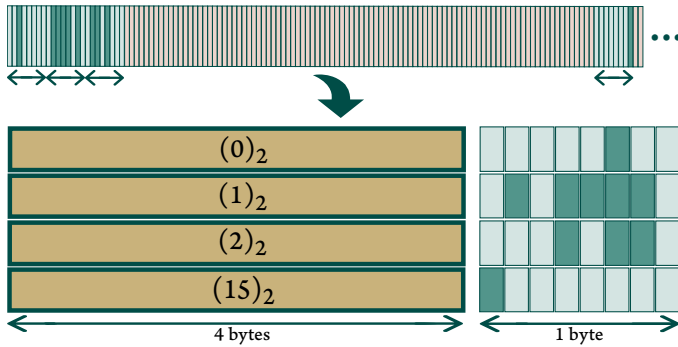 •••
(0)₂
(1)₂
(2)₂
(15)₂
4 bytes
1 byte